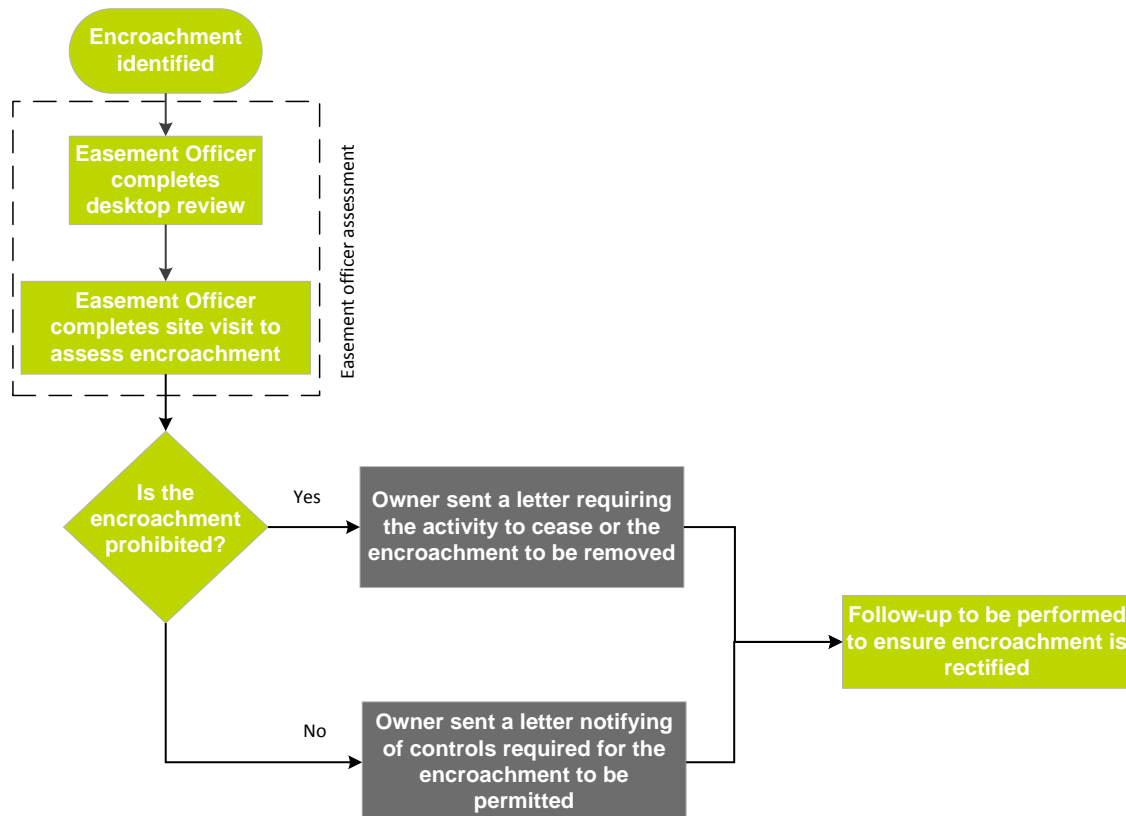 Encroachment
identified
Easement Officer
completes
desktop review
Easement officer assessment
Easement Officer
completes site visit to
assess encroachment
Is the
encroachment
prohibited?
Yes
Owner sent a letter requiring
the activity to cease or the
encroachment to be removed
Follow-up to be performed
to ensure encroachment is
rectified
No
Owner sent a letter notifying
of controls required for the
encroachment to be
permitted